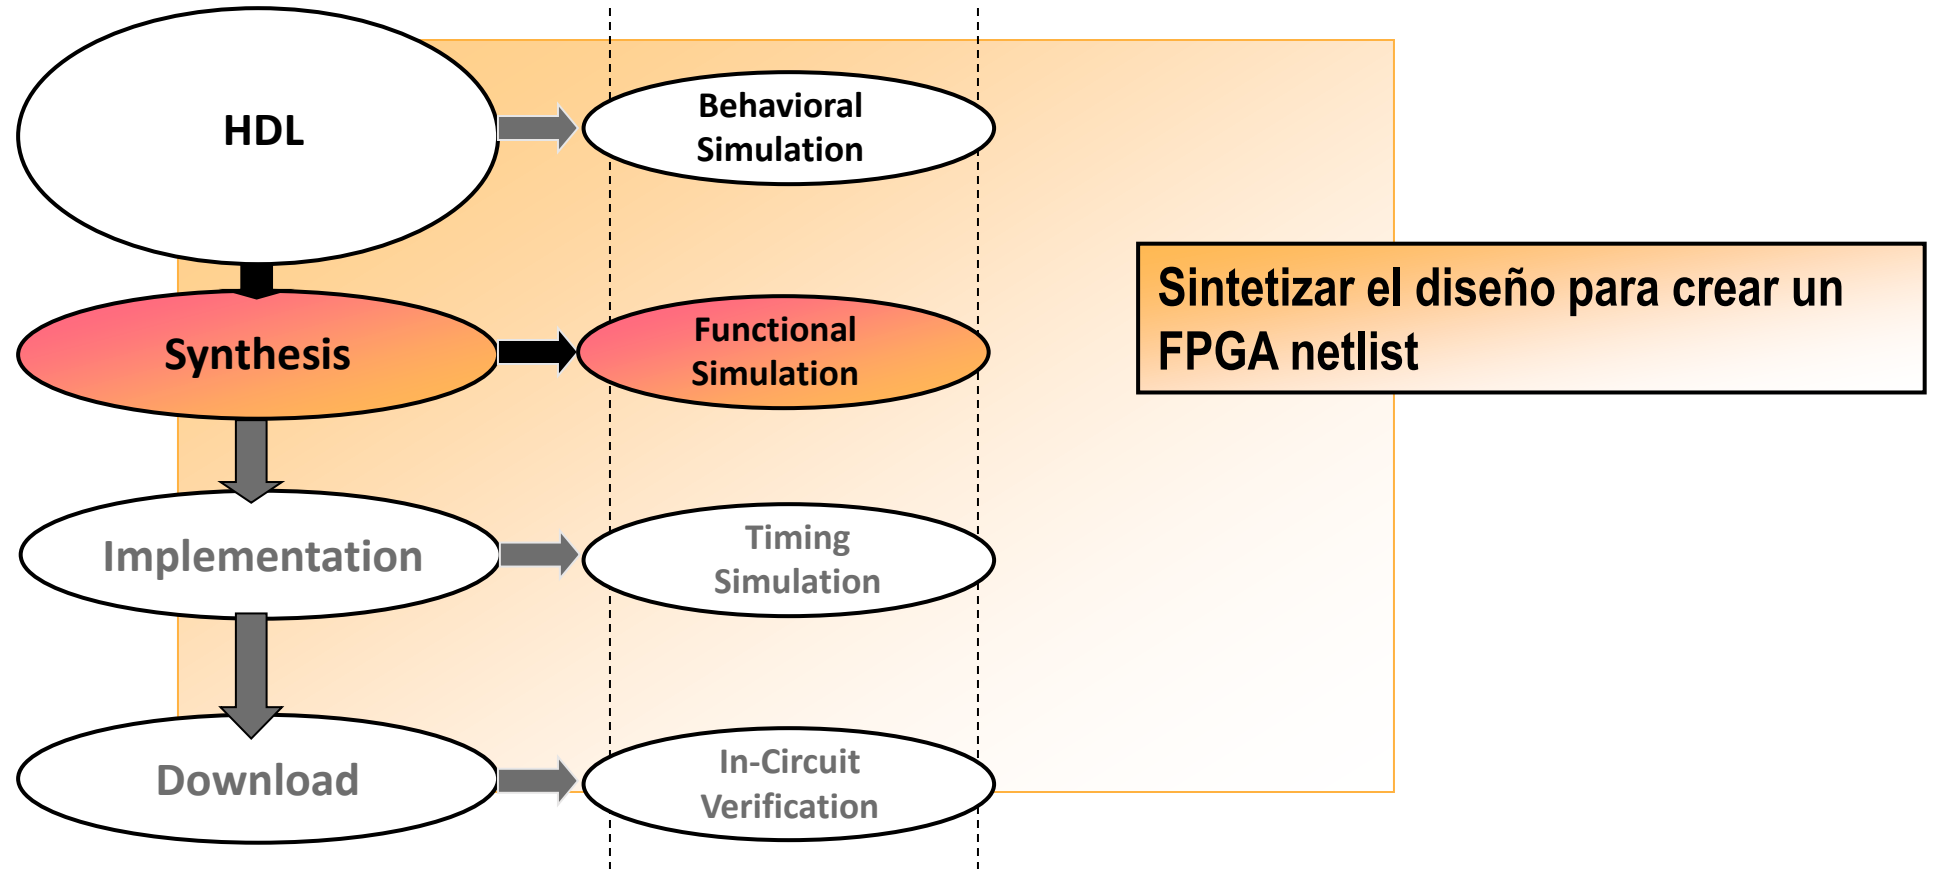 HDL
Behavioral
Simulation
Synthesis
Functional
Simulation
Sintetizar el diseño para crear un
FPGA netlist
Implementation
Timing
Simulation
Download
In-Circuit
Verification